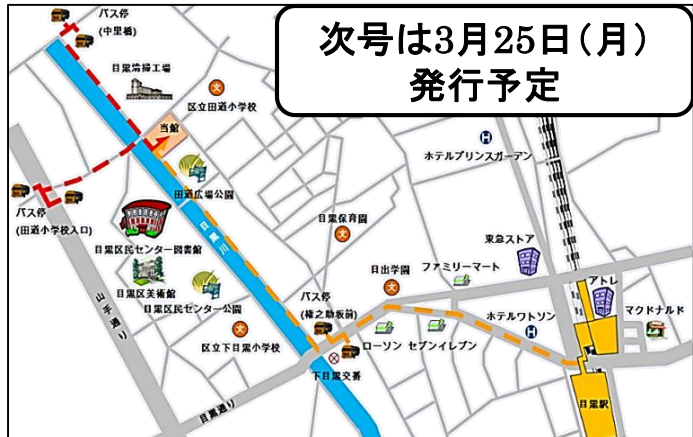 次号は3月25日(月)
発行予定
バス停
(中里橋)
目黒清掃工場
区立田道小学校
当館
ホテルプリンスガーデン
田道広場公園
バス停
(田道小学校入口)
目黒区民センター図書館
目黒川
目黒保育園
東急ストア
目黒区美術館
日出学園
ファミリーマート
アトレ
目黒区民センター公園
バス停
(権之助坂前)
ホテルワトソン
マクドナルド
山手通り
区立下目黒小学校
ローソン
セブンイレブン
下目黒交番
目黒通り
目黒駅
文
文
文
文
H
H